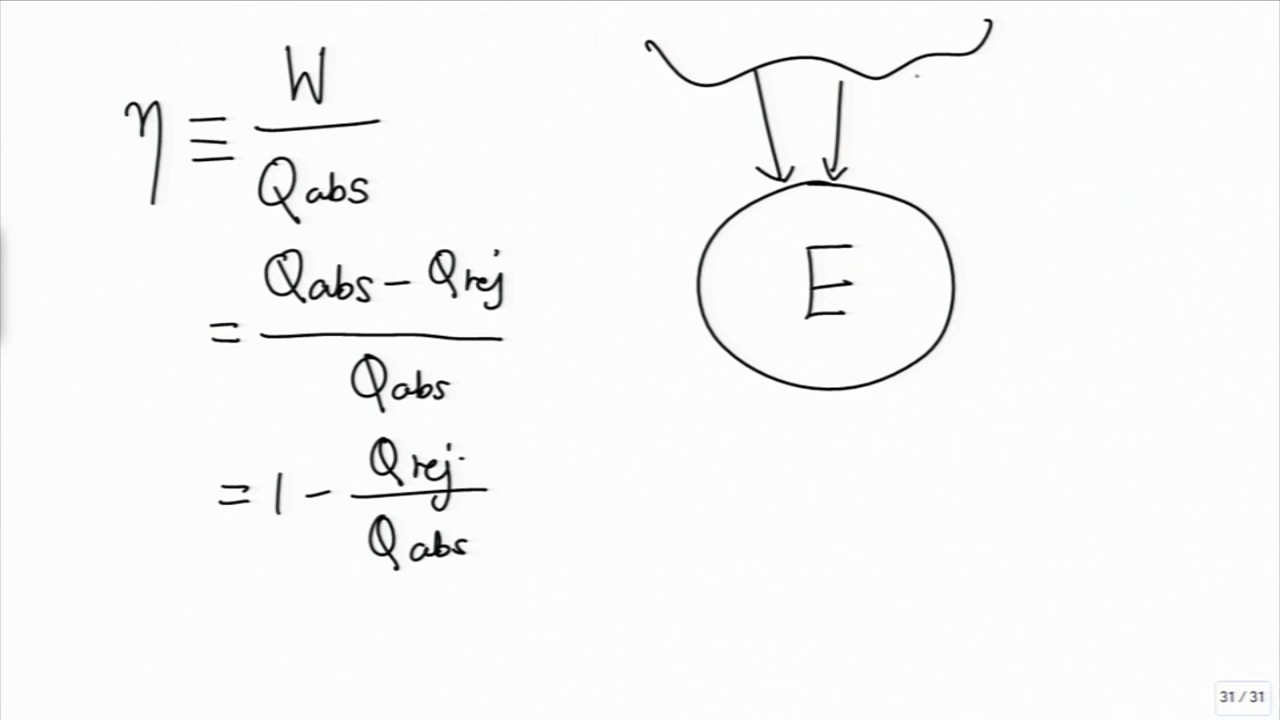 η ≡ W / Qabs
= Qabs - Qrej / Qabs
= 1 - Qrej / Qabs
E
31 / 31